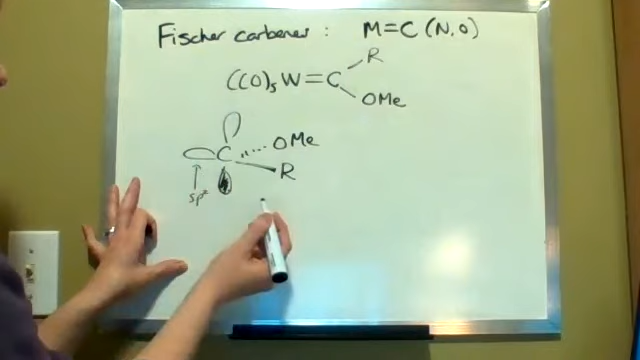 Fischer carbenes : M=C (N,O)
R
(CO)₅W=C
OMe
C OMe
R
sp²